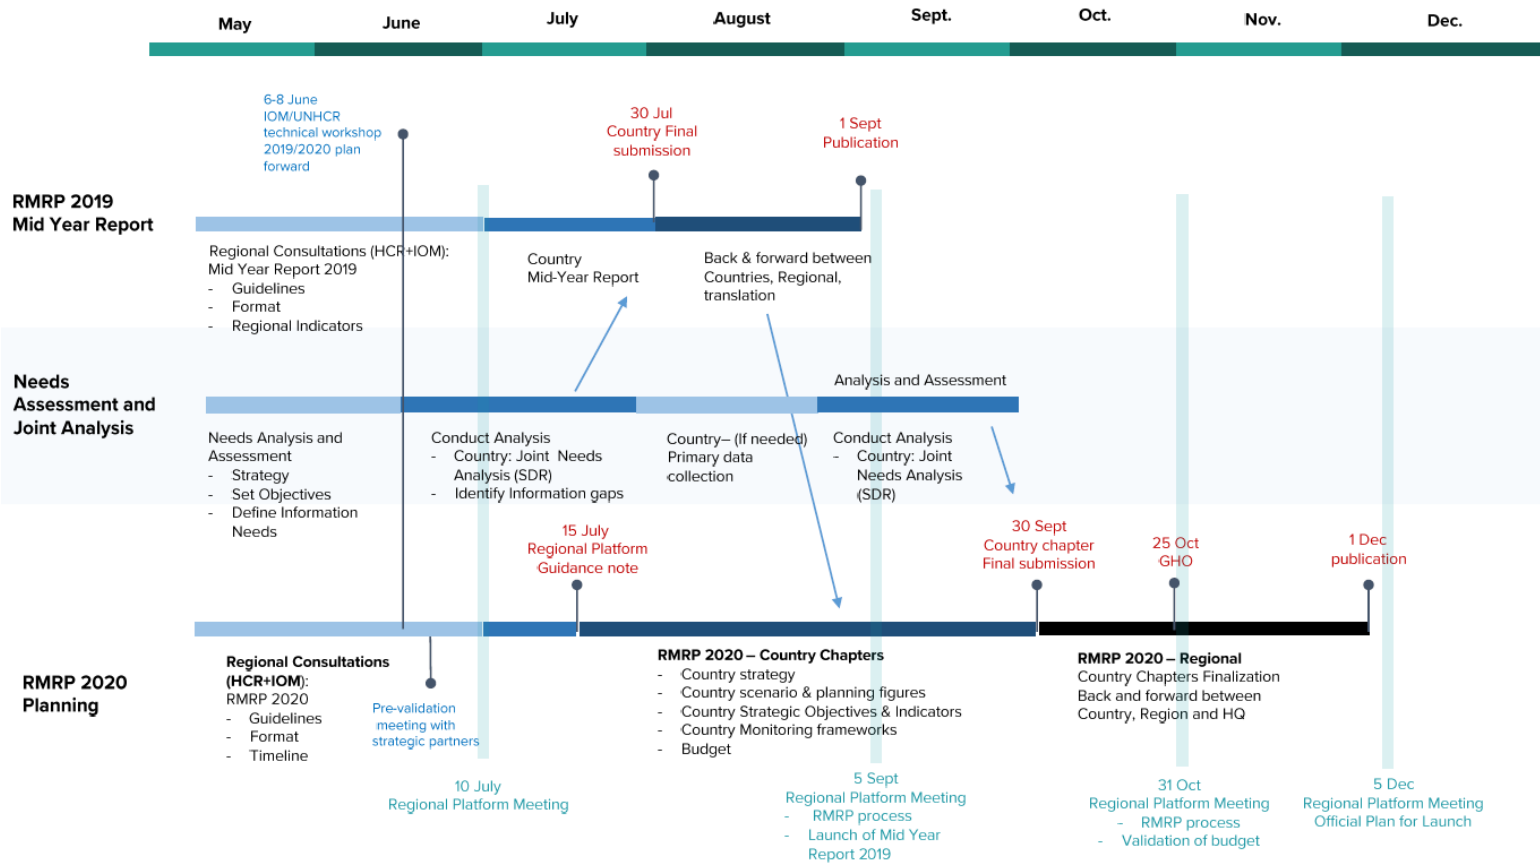 May
June
July
August
Sept.
Oct.
Nov.
Dec.
6-8 June
IOM/UNHCR
technical workshop
2019/2020 plan
forward
30 Jul
Country Final
submission
1 Sept
Publication
RMRP 2019
Mid Year Report
Regional Consultations (HCR+IOM):
Mid Year Report 2019
- Guidelines
- Format
- Regional Indicators
Country
Mid-Year Report
Back & forward between
Countries, Regional,
translation
Needs
Assessment and
Joint Analysis
Analysis and Assessment
Needs Analysis and
Assessment
- Strategy
- Set Objectives
- Define Information
Needs
Conduct Analysis
- Country: Joint Needs
Analysis (SDR)
- Identify Information gaps
Country– (If needed)
Primary data
collection
Conduct Analysis
- Country: Joint
Needs Analysis
(SDR)
15 July
Regional Platform
Guidance note
30 Sept
Country chapter
Final submission
25 Oct
GHO
1 Dec
publication
RMRP 2020
Planning
Regional Consultations
(HCR+IOM):
RMRP 2020
- Guidelines
- Format
- Timeline
Pre-validation
meeting with
strategic partners
RMRP 2020 – Country Chapters
- Country strategy
- Country scenario & planning figures
- Country Strategic Objectives & Indicators
- Country Monitoring frameworks
- Budget
RMRP 2020 – Regional
Country Chapters Finalization
Back and forward between
Country, Region and HQ
10 July
Regional Platform Meeting
5 Sept
Regional Platform Meeting
- RMRP process
- Launch of Mid Year
Report 2019
31 Oct
Regional Platform Meeting
- RMRP process
- Validation of budget
5 Dec
Regional Platform Meeting
Official Plan for Launch